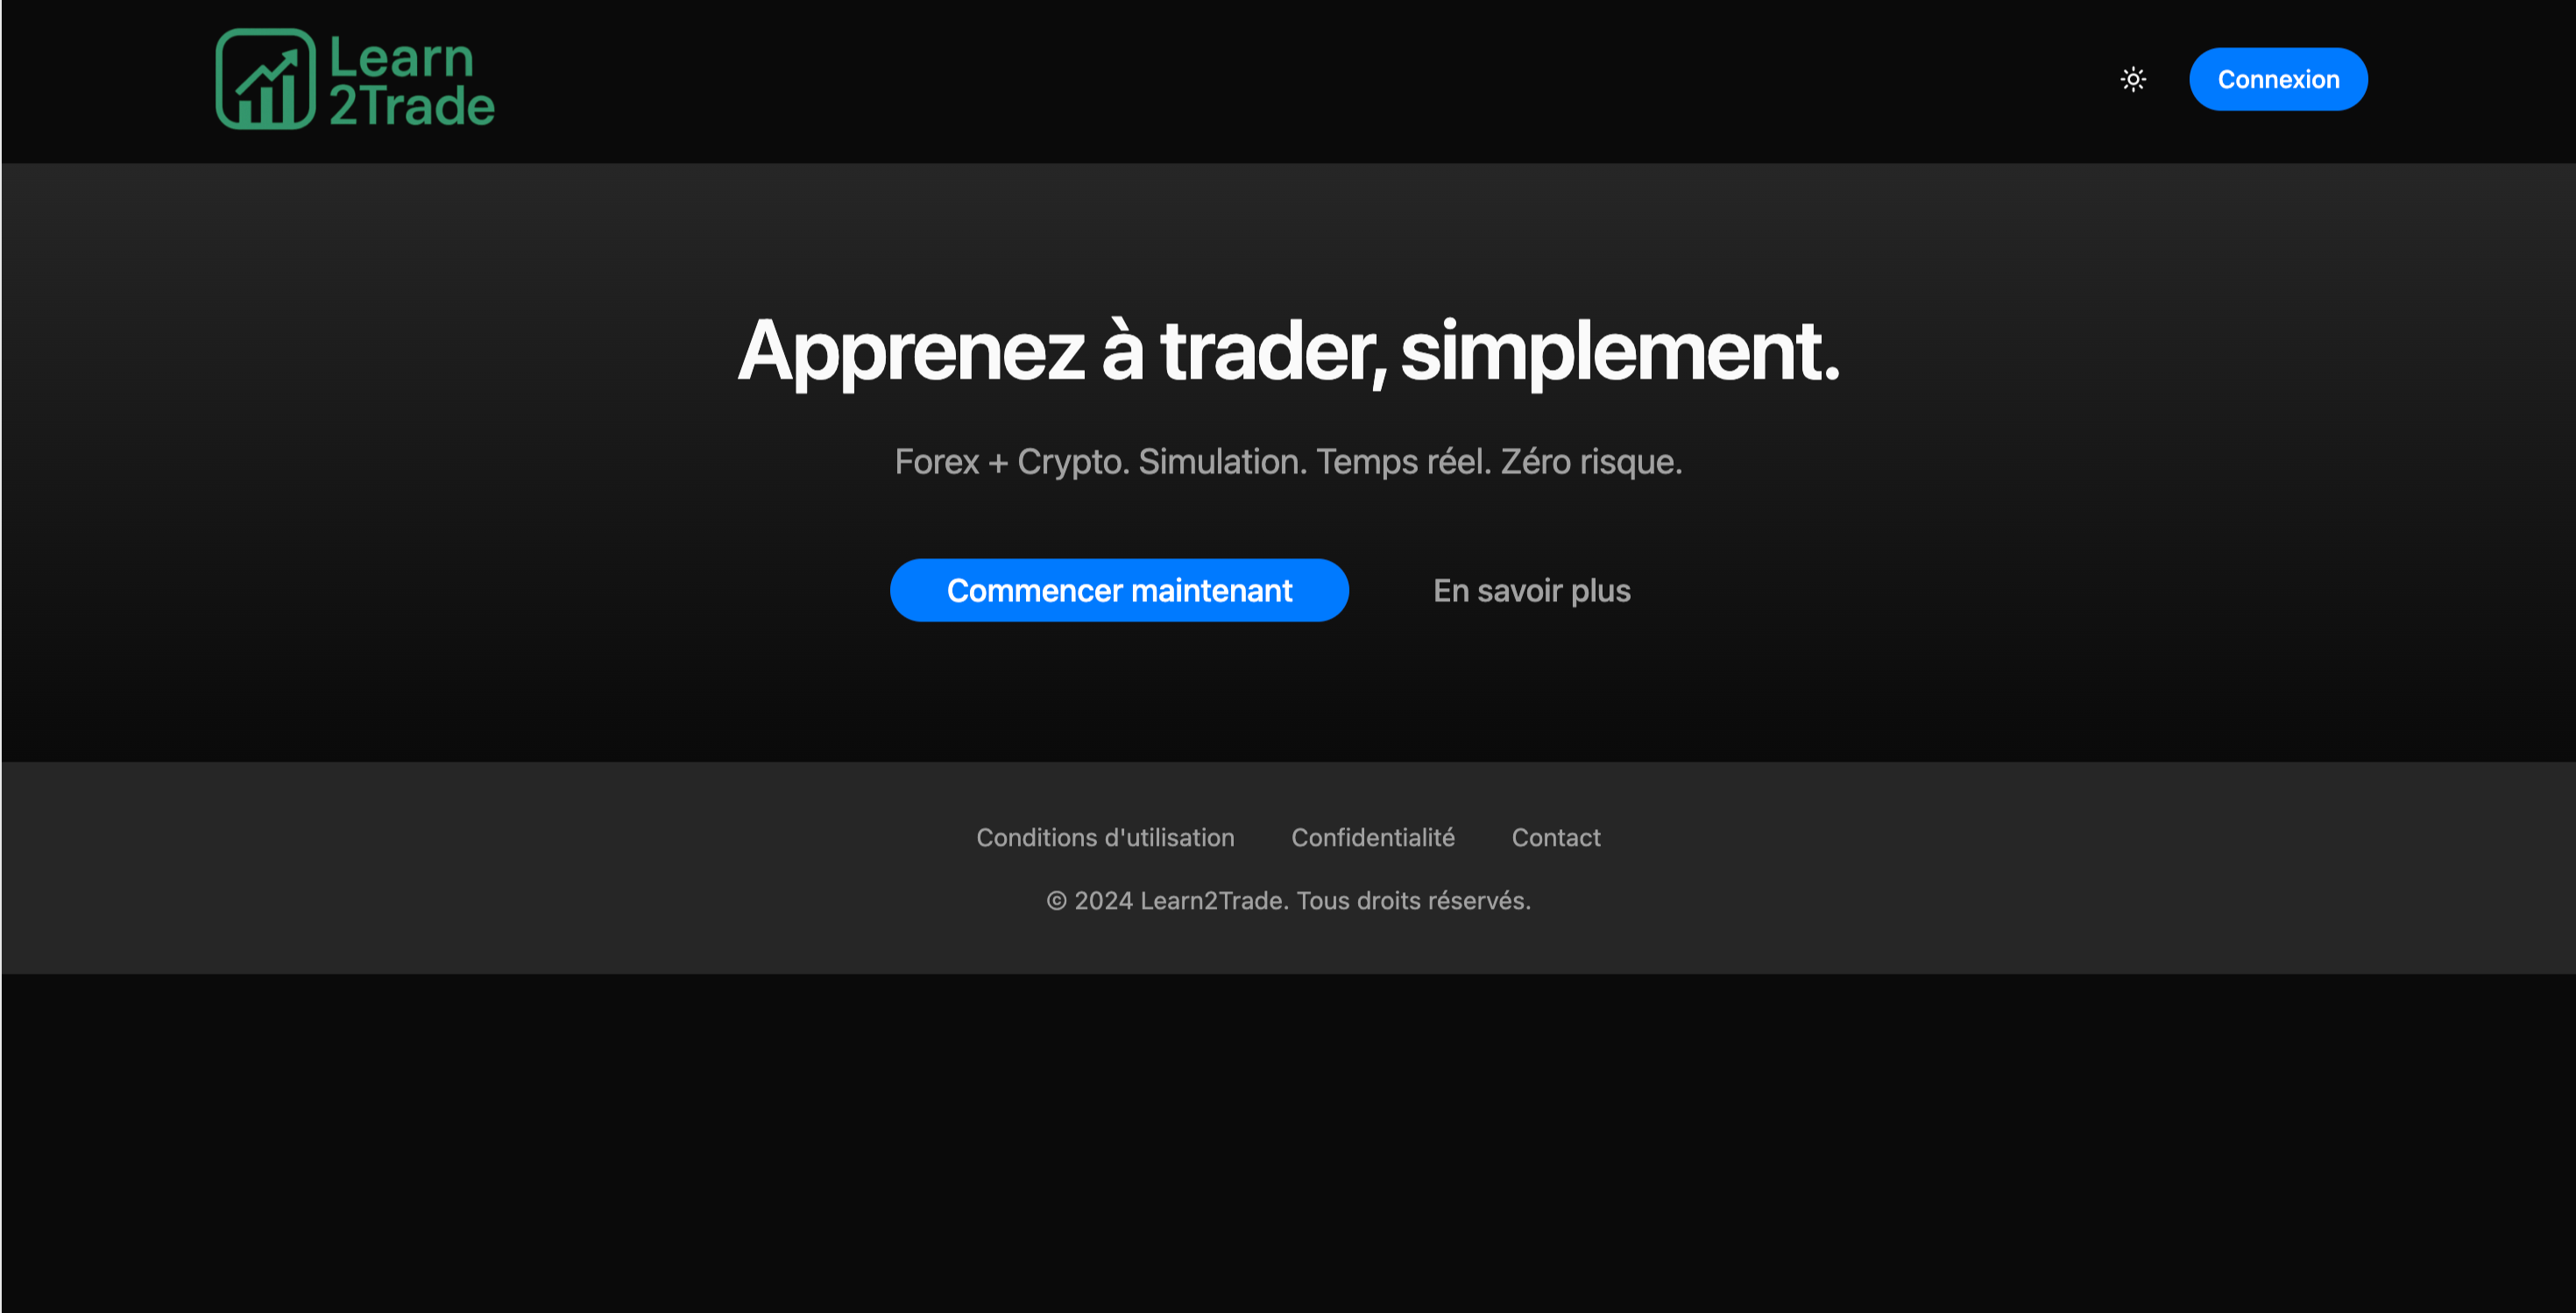 Learn
2Trade
Connexion
Apprenez à trader, simplement.
Forex + Crypto. Simulation. Temps réel. Zéro risque.
Commencer maintenant
En savoir plus
Conditions d'utilisation
Confidentialité
Contact
© 2024 Learn2Trade. Tous droits réservés.